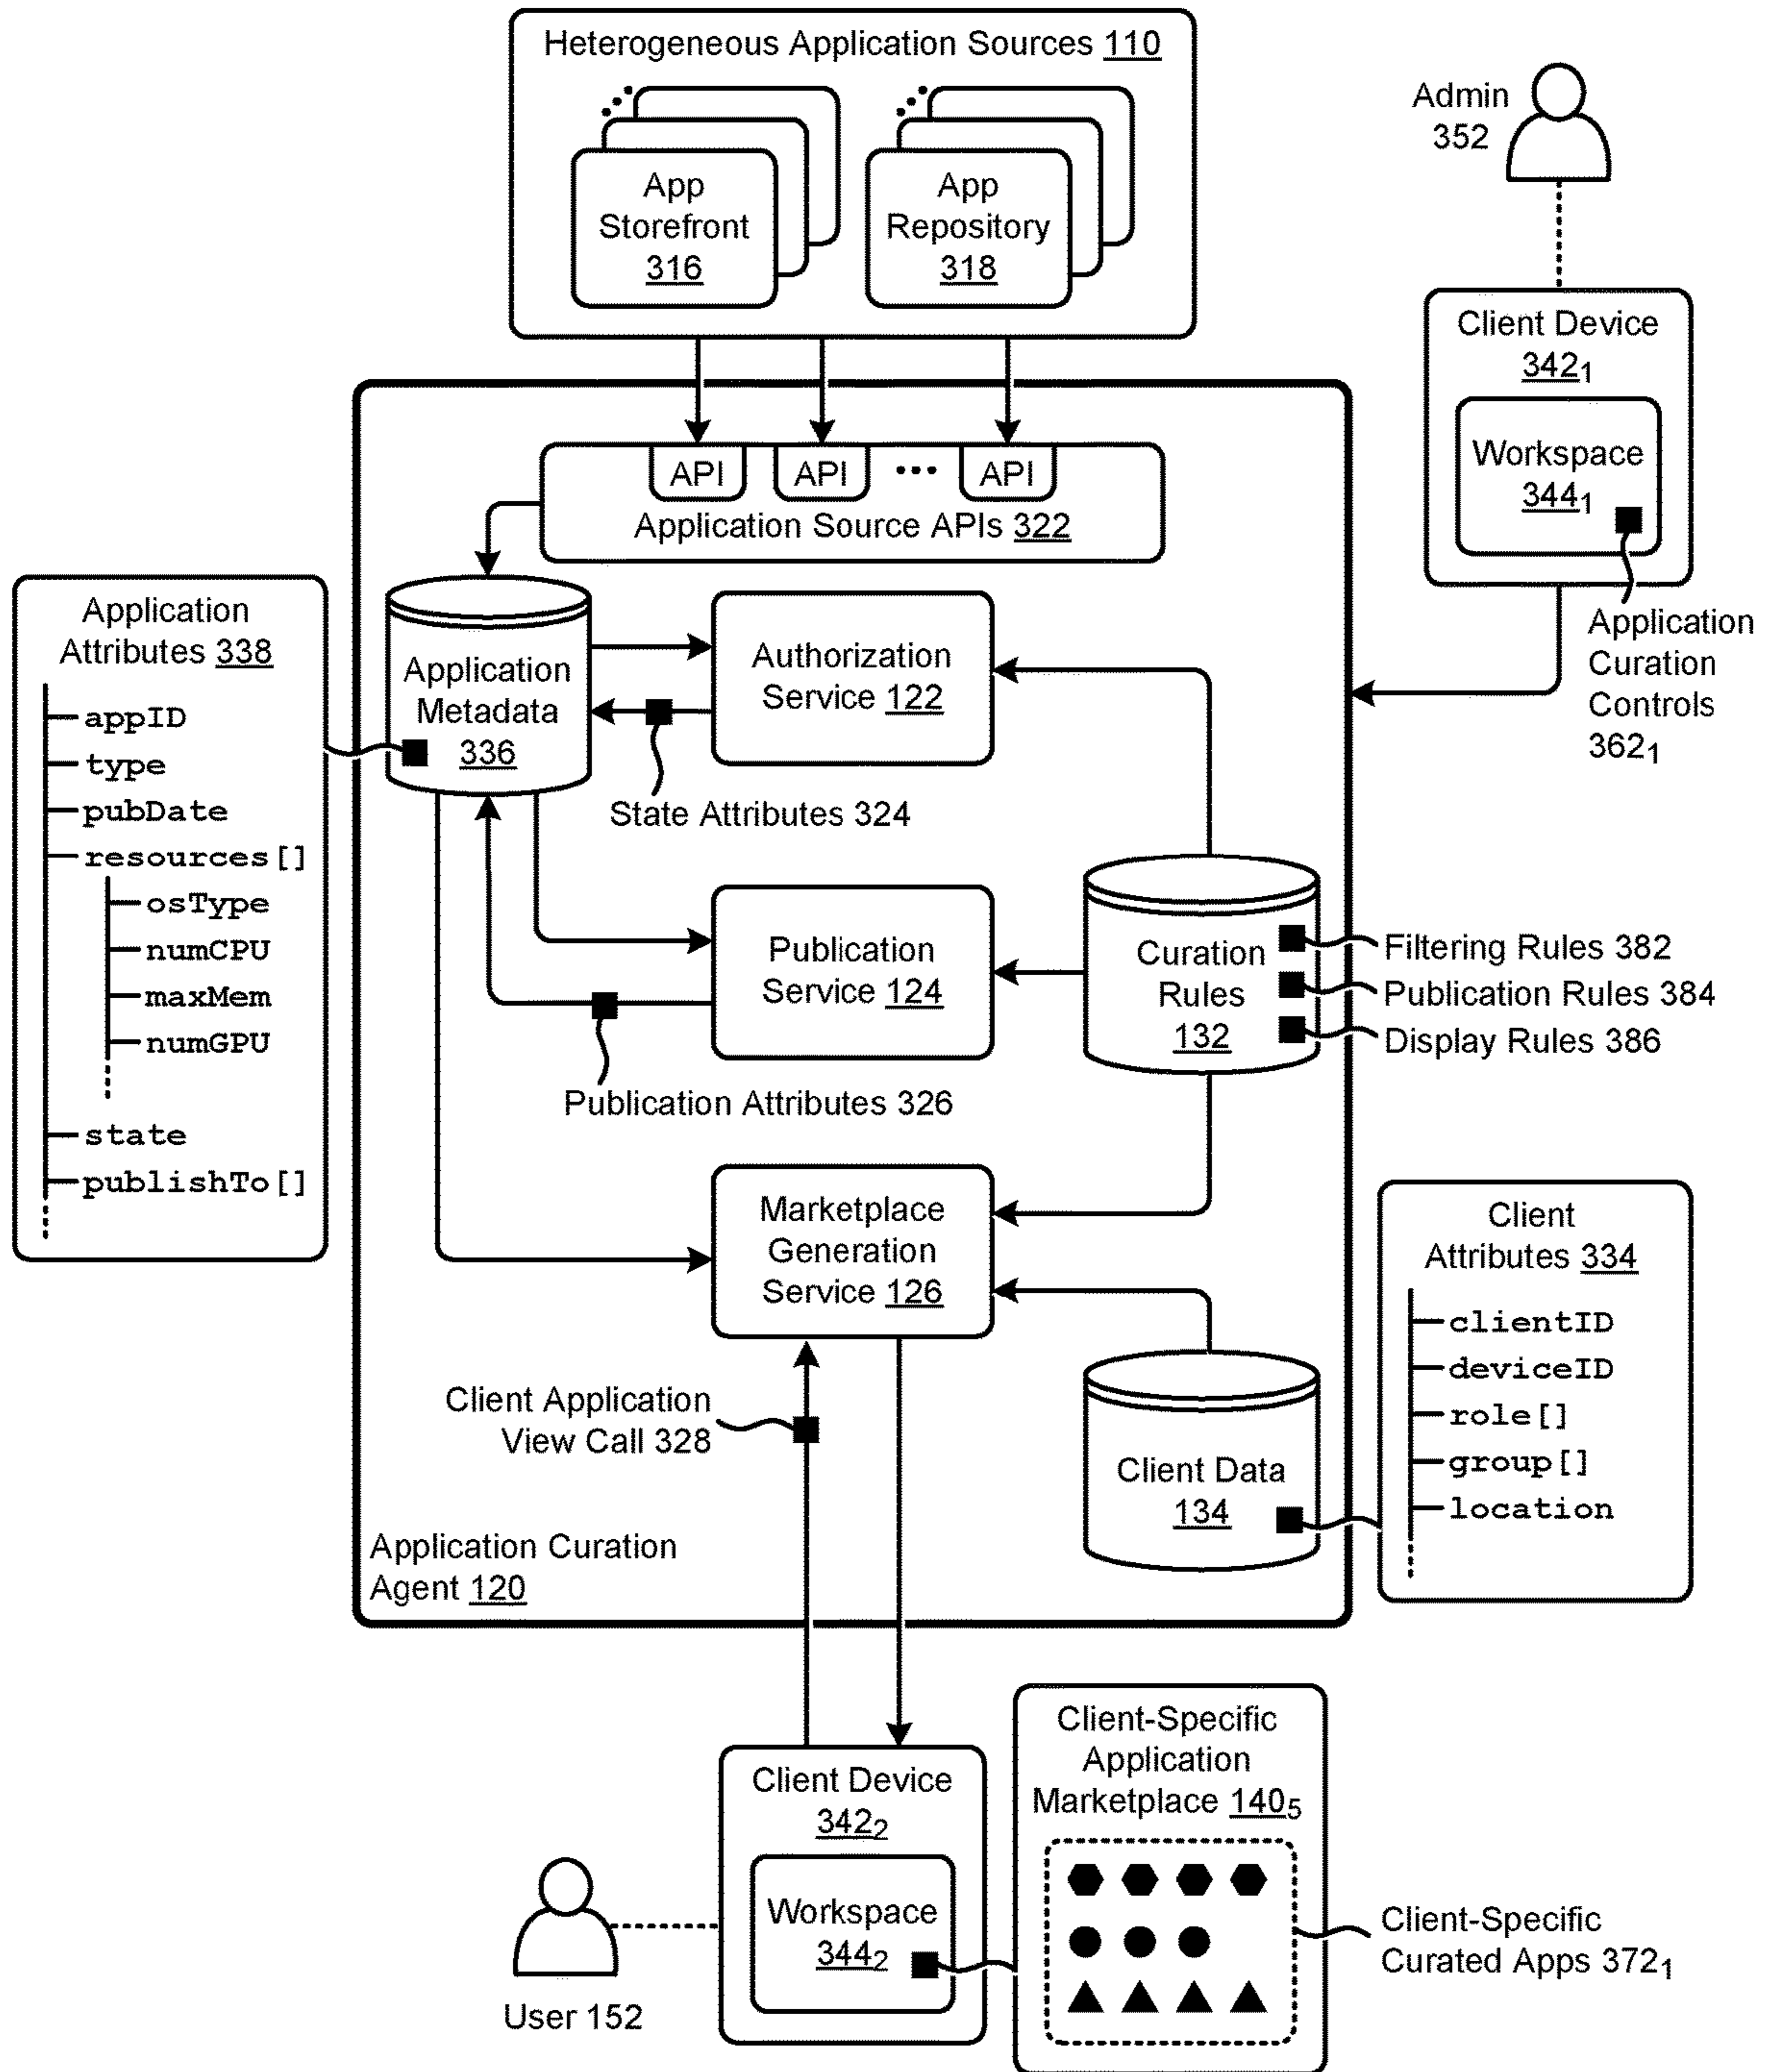 Heterogeneous Application Sources 110
App
Storefront
316
App
Repository
318
Admin
352
Client Device
342₁
Workspace
344₁
Application
Curation
Controls
362₁
API
API
API
Application Source APIs 322
Application
Attributes 338
appID
type
pubDate
resources[]
osType
numCPU
maxMem
numGPU
state
publishTo[]
Application
Metadata
336
Authorization
Service 122
State Attributes 324
Publication
Service 124
Publication Attributes 326
Curation
Rules
132
Filtering Rules 382
Publication Rules 384
Display Rules 386
Marketplace
Generation
Service 126
Client
Attributes 334
clientID
deviceID
role[]
group[]
location
Client Application
View Call 328
Client Data
134
Application Curation
Agent 120
Client Device
342₂
Workspace
344₂
User 152
Client-Specific
Application
Marketplace 140₅
Client-Specific
Curated Apps 372₁